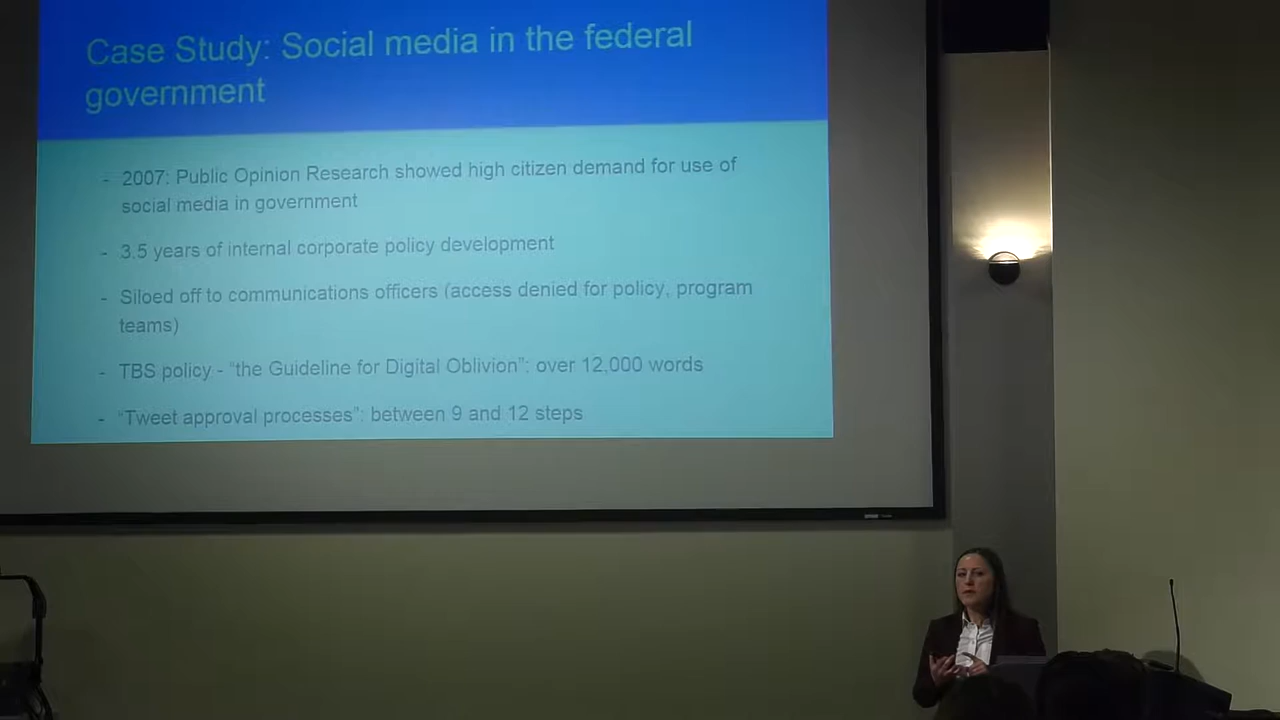 Case Study: Social media in the federal
government
- 2007: Public Opinion Research showed high citizen demand for use of
social media in government
- 3.5 years of internal corporate policy development
- Siloed off to communications officers (access denied for policy, program
teams)
- TBS policy - "the Guideline for Digital Oblivion": over 12,000 words
- "Tweet approval processes": between 9 and 12 steps